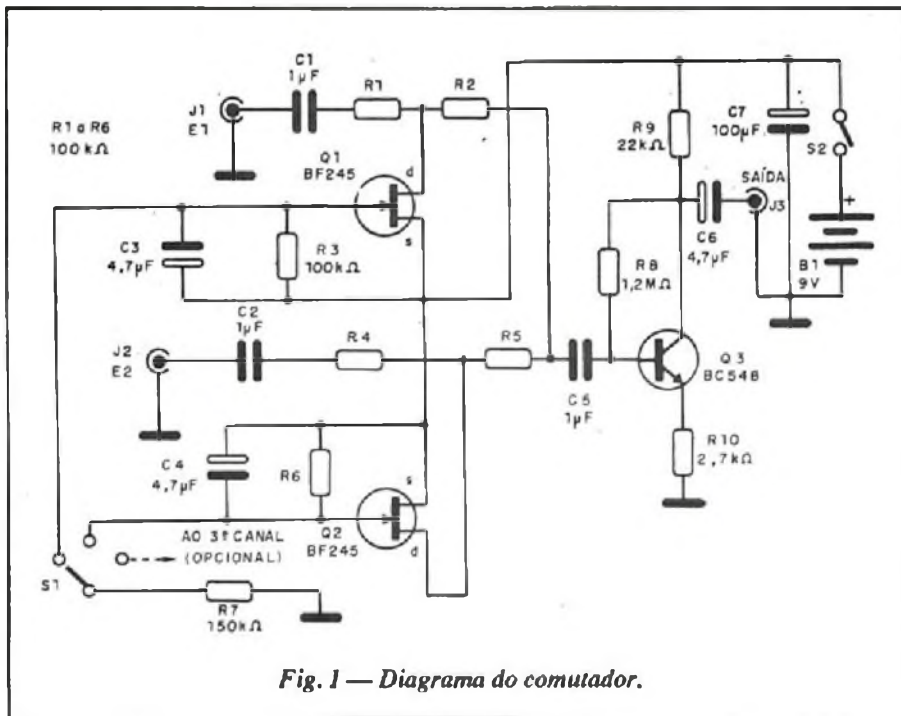 C1
1µF
R1
R2
J1
E1
R1 a R6
100kΩ
Q1
BF245
d
s
R9
22kΩ
C7
100µF
S2
SAÍDA
J3
C6
4,7µF
+
B1
9V
C3
4,7µF
R3
100kΩ
R8
1,2MΩ
C2
1µF
J2
E2
R4
R5
C5
1µF
Q3
BC548
R10
2,7kΩ
C4
4,7µF
R6
s
Q2
BF245
d
AO 3º CANAL
(OPCIONAL)
S1
R7
150kΩ
Fig. 1 — Diagrama do comutador.